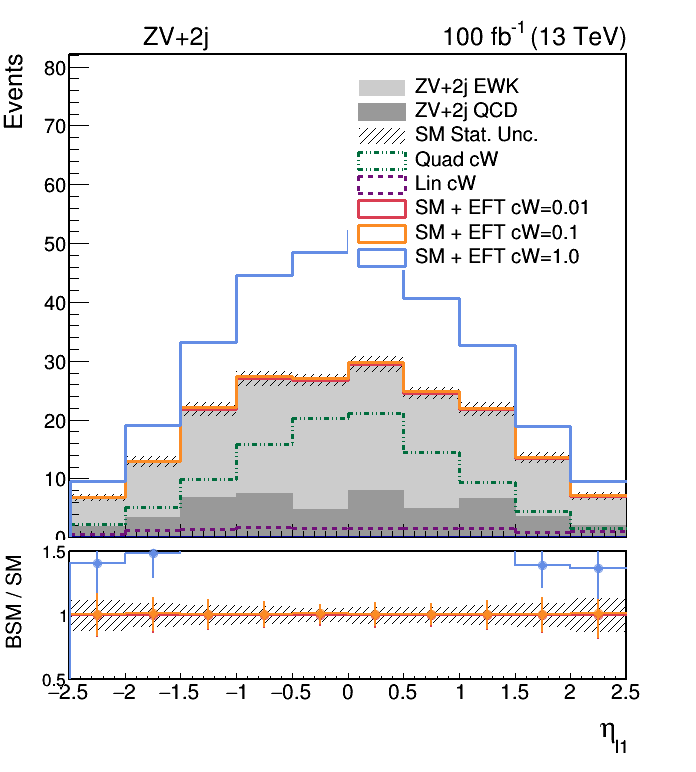 ZV+2j
100 fb-1 (13 TeV)
Events
80
70
60
50
40
30
20
10
0
ZV+2j EWK
ZV+2j QCD
SM Stat. Unc.
Quad cW
Lin cW
SM + EFT cW=0.01
SM + EFT cW=0.1
SM + EFT cW=1.0
BSM / SM
1.5
1
0.5
−2.5 −2 −1.5 −1 −0.5 0 0.5 1 1.5 2 2.5
ηl1